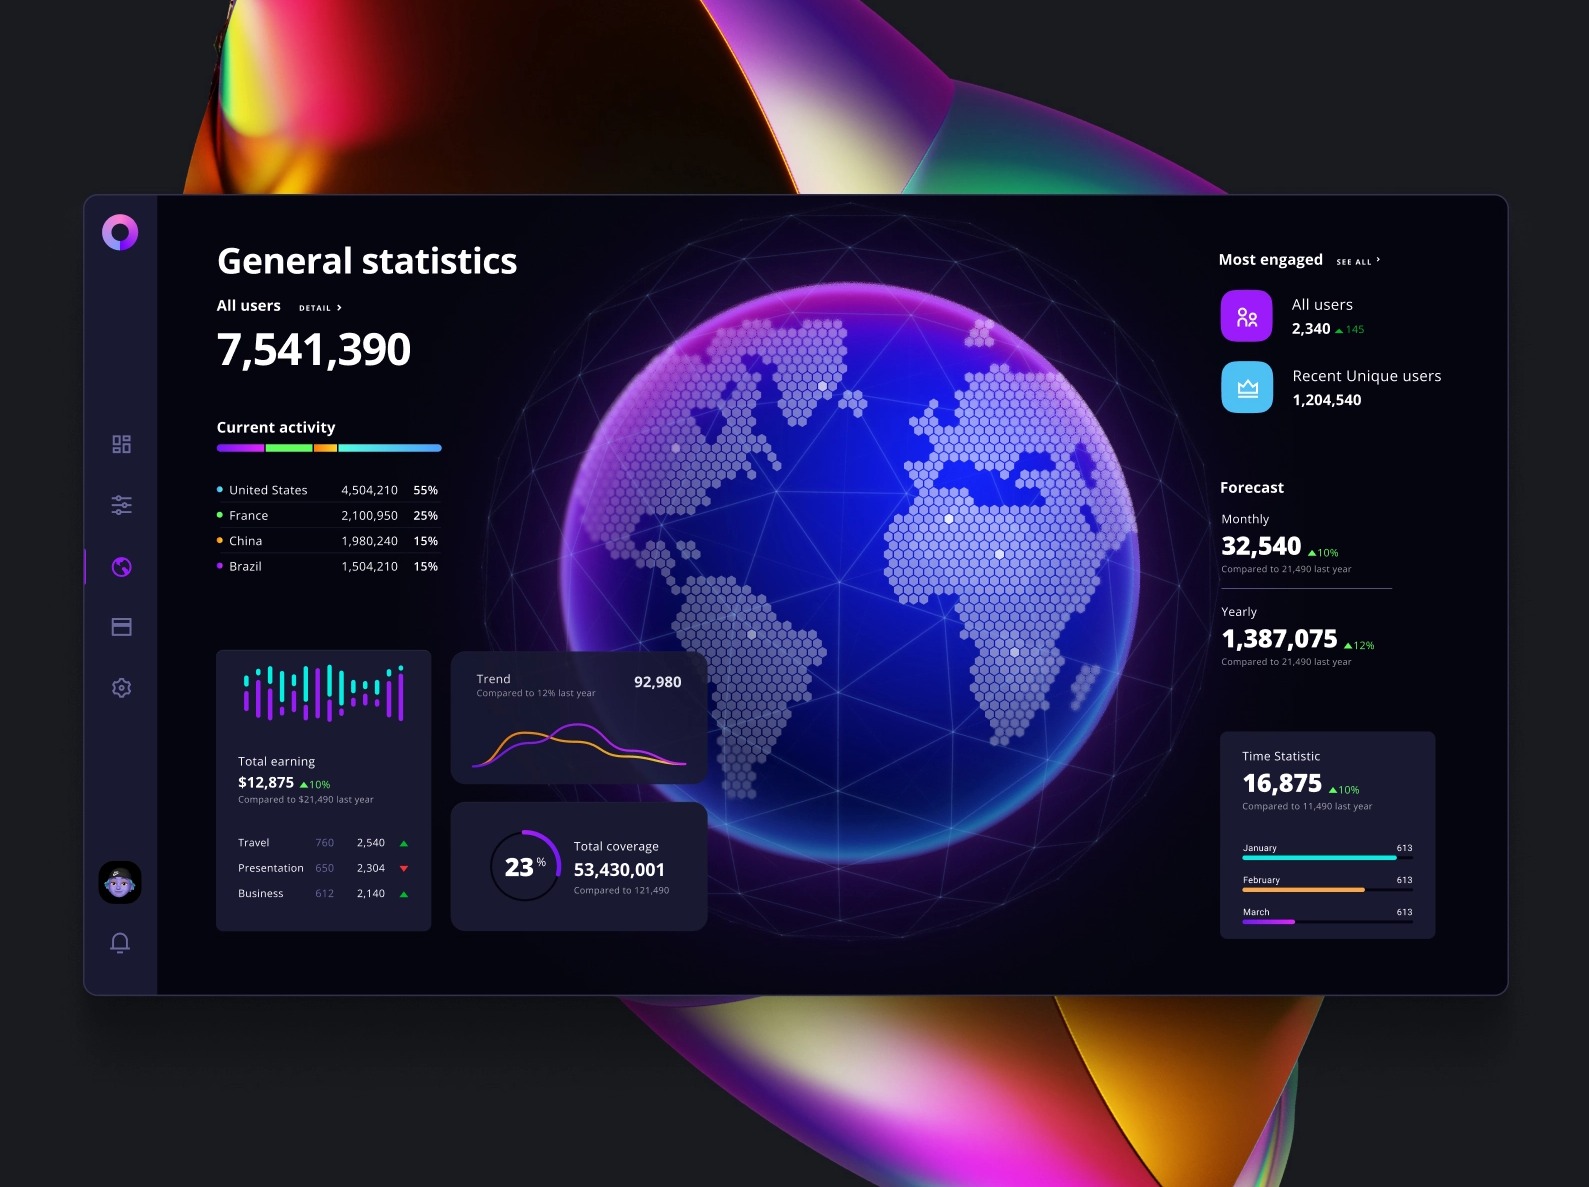 General statistics
All users DETAIL >
7,541,390
Current activity
United States 4,504,210 55%
France 2,100,950 25%
China 1,980,240 15%
Brazil 1,504,210 15%
Total earning
$12,875 ▲10%
Compared to $21,490 last year
Travel 760 2,540 ▲
Presentation 650 2,304 ▼
Business 612 2,140 ▲
Trend 92,980
Compared to 12% last year
23%
Total coverage
53,430,001
Compared to 121,490
Most engaged SEE ALL >
All users
2,340 ▲145
Recent Unique users
1,204,540
Forecast
Monthly
32,540 ▲10%
Compared to 21,490 last year
Yearly
1,387,075 ▲12%
Compared to 21,490 last year
Time Statistic
16,875 ▲10%
Compared to 11,490 last year
January 613
February 613
March 613